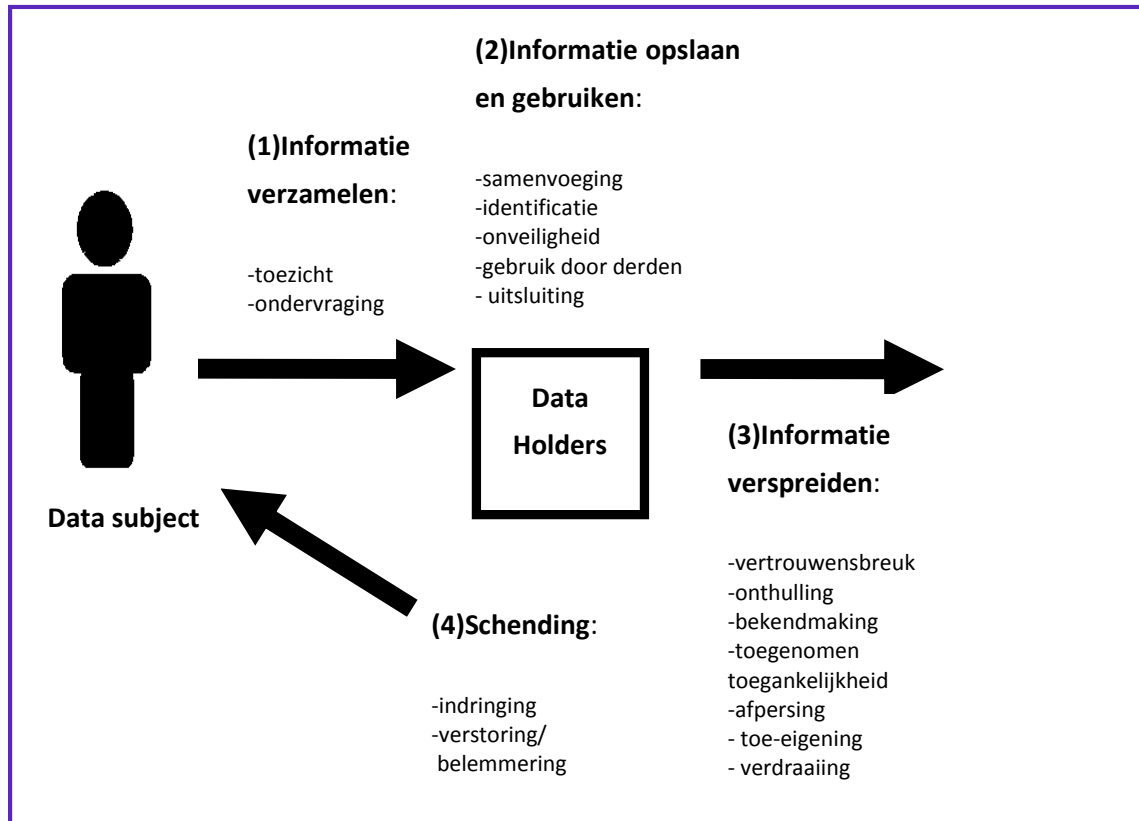 (1)Informatie
verzamelen:
-toezicht
-ondervraging
(2)Informatie opslaan
en gebruiken:
-samenvoeging
-identificatie
-onveiligheid
-gebruik door derden
- uitsluiting
Data subject
Data
Holders
(3)Informatie
verspreiden:
-vertrouwensbreuk
-onthulling
-bekendmaking
-toegenomen
toegankelijkheid
-afpersing
- toe-eigening
- verdraaiing
(4)Schending:
-indringing
-verstoring/
belemmering